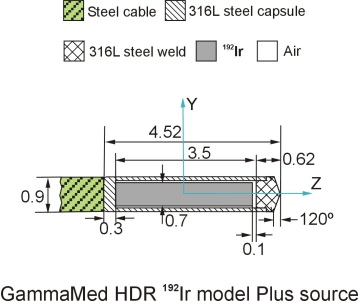 Steel cable 316L steel capsule
316L steel weld ¹⁹²Ir Air
Y
4.52
3.5 0.62
Z
0.9
0.3 0.7 120º
0.1
GammaMed HDR ¹⁹²Ir model Plus source